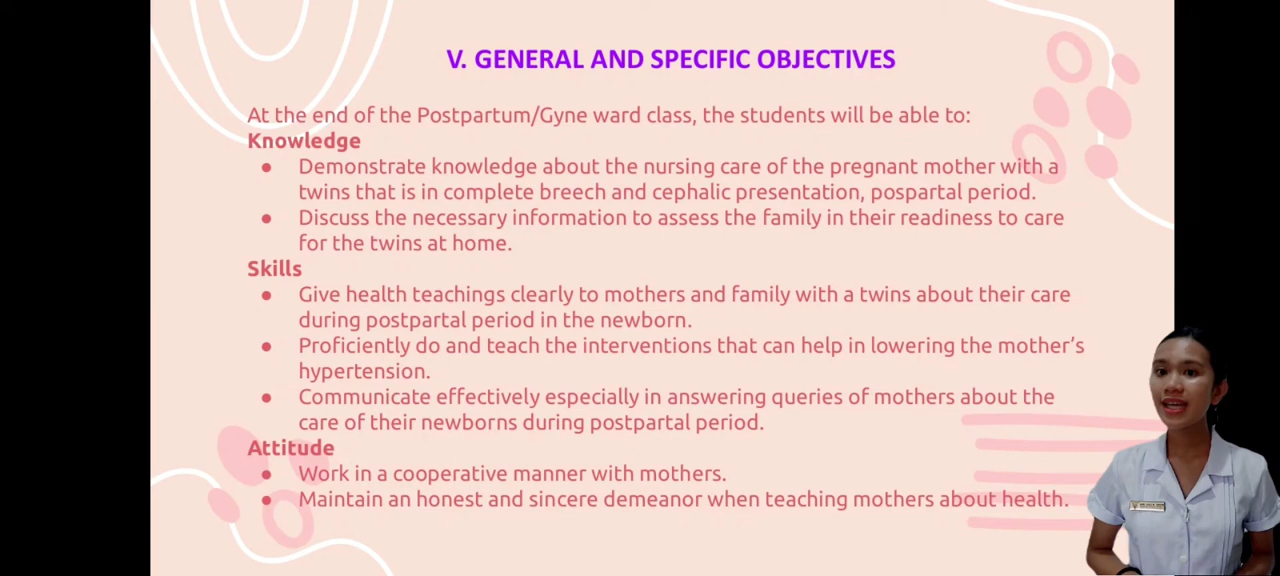 V. GENERAL AND SPECIFIC OBJECTIVES
At the end of the Postpartum/Gyne ward class, the students will be able to:
Knowledge
● Demonstrate knowledge about the nursing care of the pregnant mother with a
twins that is in complete breech and cephalic presentation, pospartal period.
● Discuss the necessary information to assess the family in their readiness to care
for the twins at home.
Skills
● Give health teachings clearly to mothers and family with a twins about their care
during postpartal period in the newborn.
● Proficiently do and teach the interventions that can help in lowering the mother’s
hypertension.
● Communicate effectively especially in answering queries of mothers about the
care of their newborns during postpartal period.
Attitude
● Work in a cooperative manner with mothers.
● Maintain an honest and sincere demeanor when teaching mothers about health.